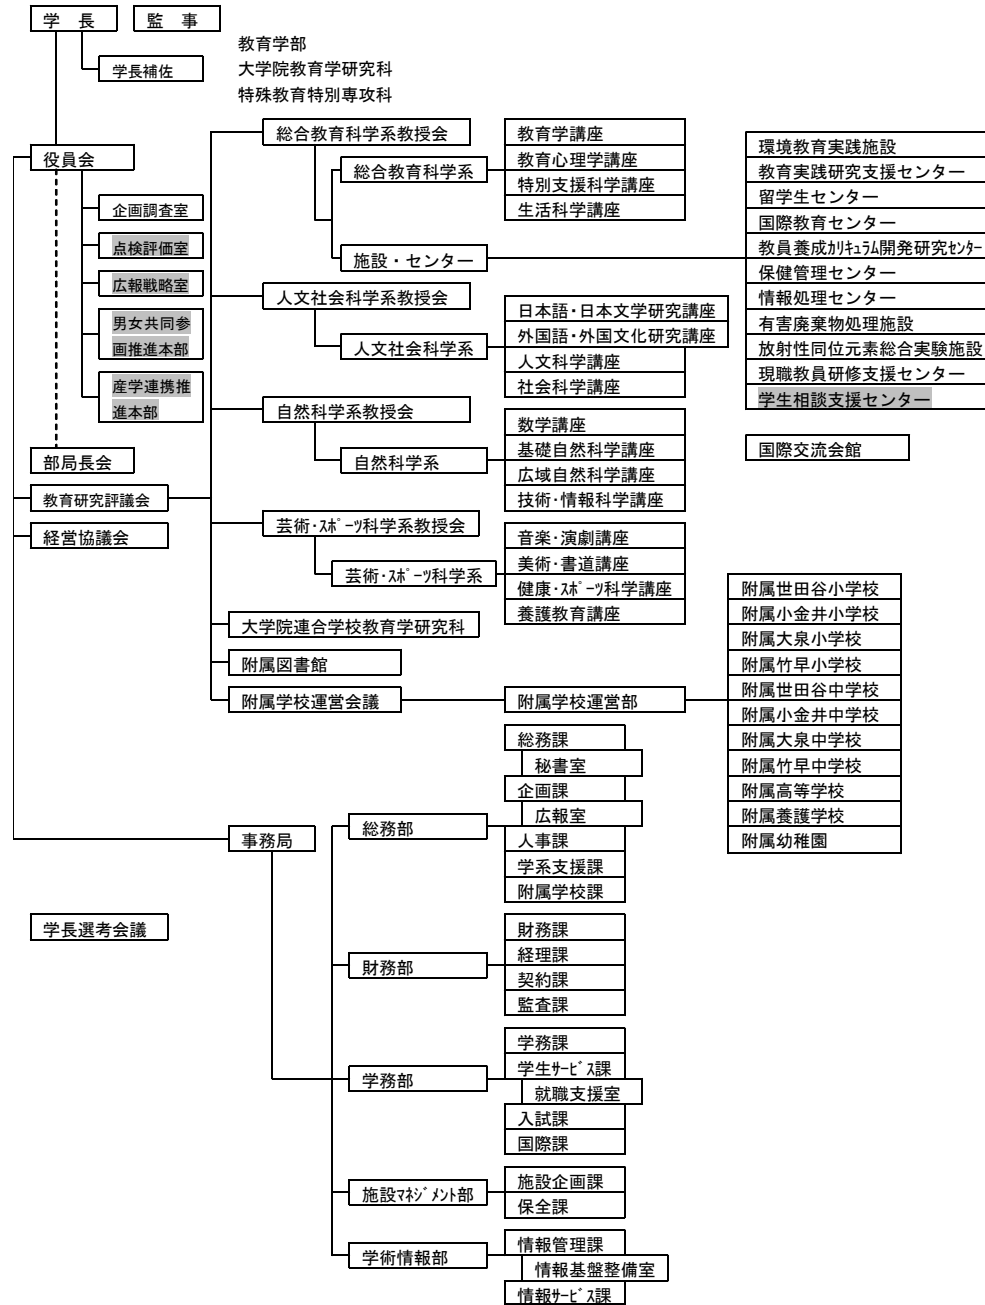 学　長
監　事
学長補佐
教育学部
大学院教育学研究科
特殊教育特別専攻科
役員会
企画調査室
点検評価室
広報戦略室
男女共同参
画推進本部
産学連携推
進本部
部局長会
教育研究評議会
経営協議会
総合教育科学系教授会
総合教育科学系
教育学講座
教育心理学講座
特別支援科学講座
生活科学講座
施設・センター
環境教育実践施設
教育実践研究支援センター
留学生センター
国際教育センター
教員養成ｶﾘｷｭﾗﾑ開発研究ｾﾝﾀｰ
保健管理センター
情報処理センター
有害廃棄物処理施設
放射性同位元素総合実験施設
現職教員研修支援センター
学生相談支援センター
国際交流会館
人文社会科学系教授会
人文社会科学系
日本語・日本文学研究講座
外国語・外国文化研究講座
人文科学講座
社会科学講座
自然科学系教授会
自然科学系
数学講座
基礎自然科学講座
広域自然科学講座
技術・情報科学講座
芸術・ｽﾎﾟｰﾂ科学系教授会
芸術・ｽﾎﾟｰﾂ科学系
音楽・演劇講座
美術・書道講座
健康・ｽﾎﾟｰﾂ科学講座
養護教育講座
大学院連合学校教育学研究科
附属図書館
附属学校運営会議
附属学校運営部
附属世田谷小学校
附属小金井小学校
附属大泉小学校
附属竹早小学校
附属世田谷中学校
附属小金井中学校
附属大泉中学校
附属竹早中学校
附属高等学校
附属養護学校
附属幼稚園
事務局
総務部
総務課
秘書室
企画課
広報室
人事課
学系支援課
附属学校課
学長選考会議
財務部
財務課
経理課
契約課
監査課
学務部
学務課
学生ｻｰﾋﾞｽ課
就職支援室
入試課
国際課
施設ﾏﾈｼﾞﾒﾝﾄ部
施設企画課
保全課
学術情報部
情報管理課
情報基盤整備室
情報ｻｰﾋﾞｽ課